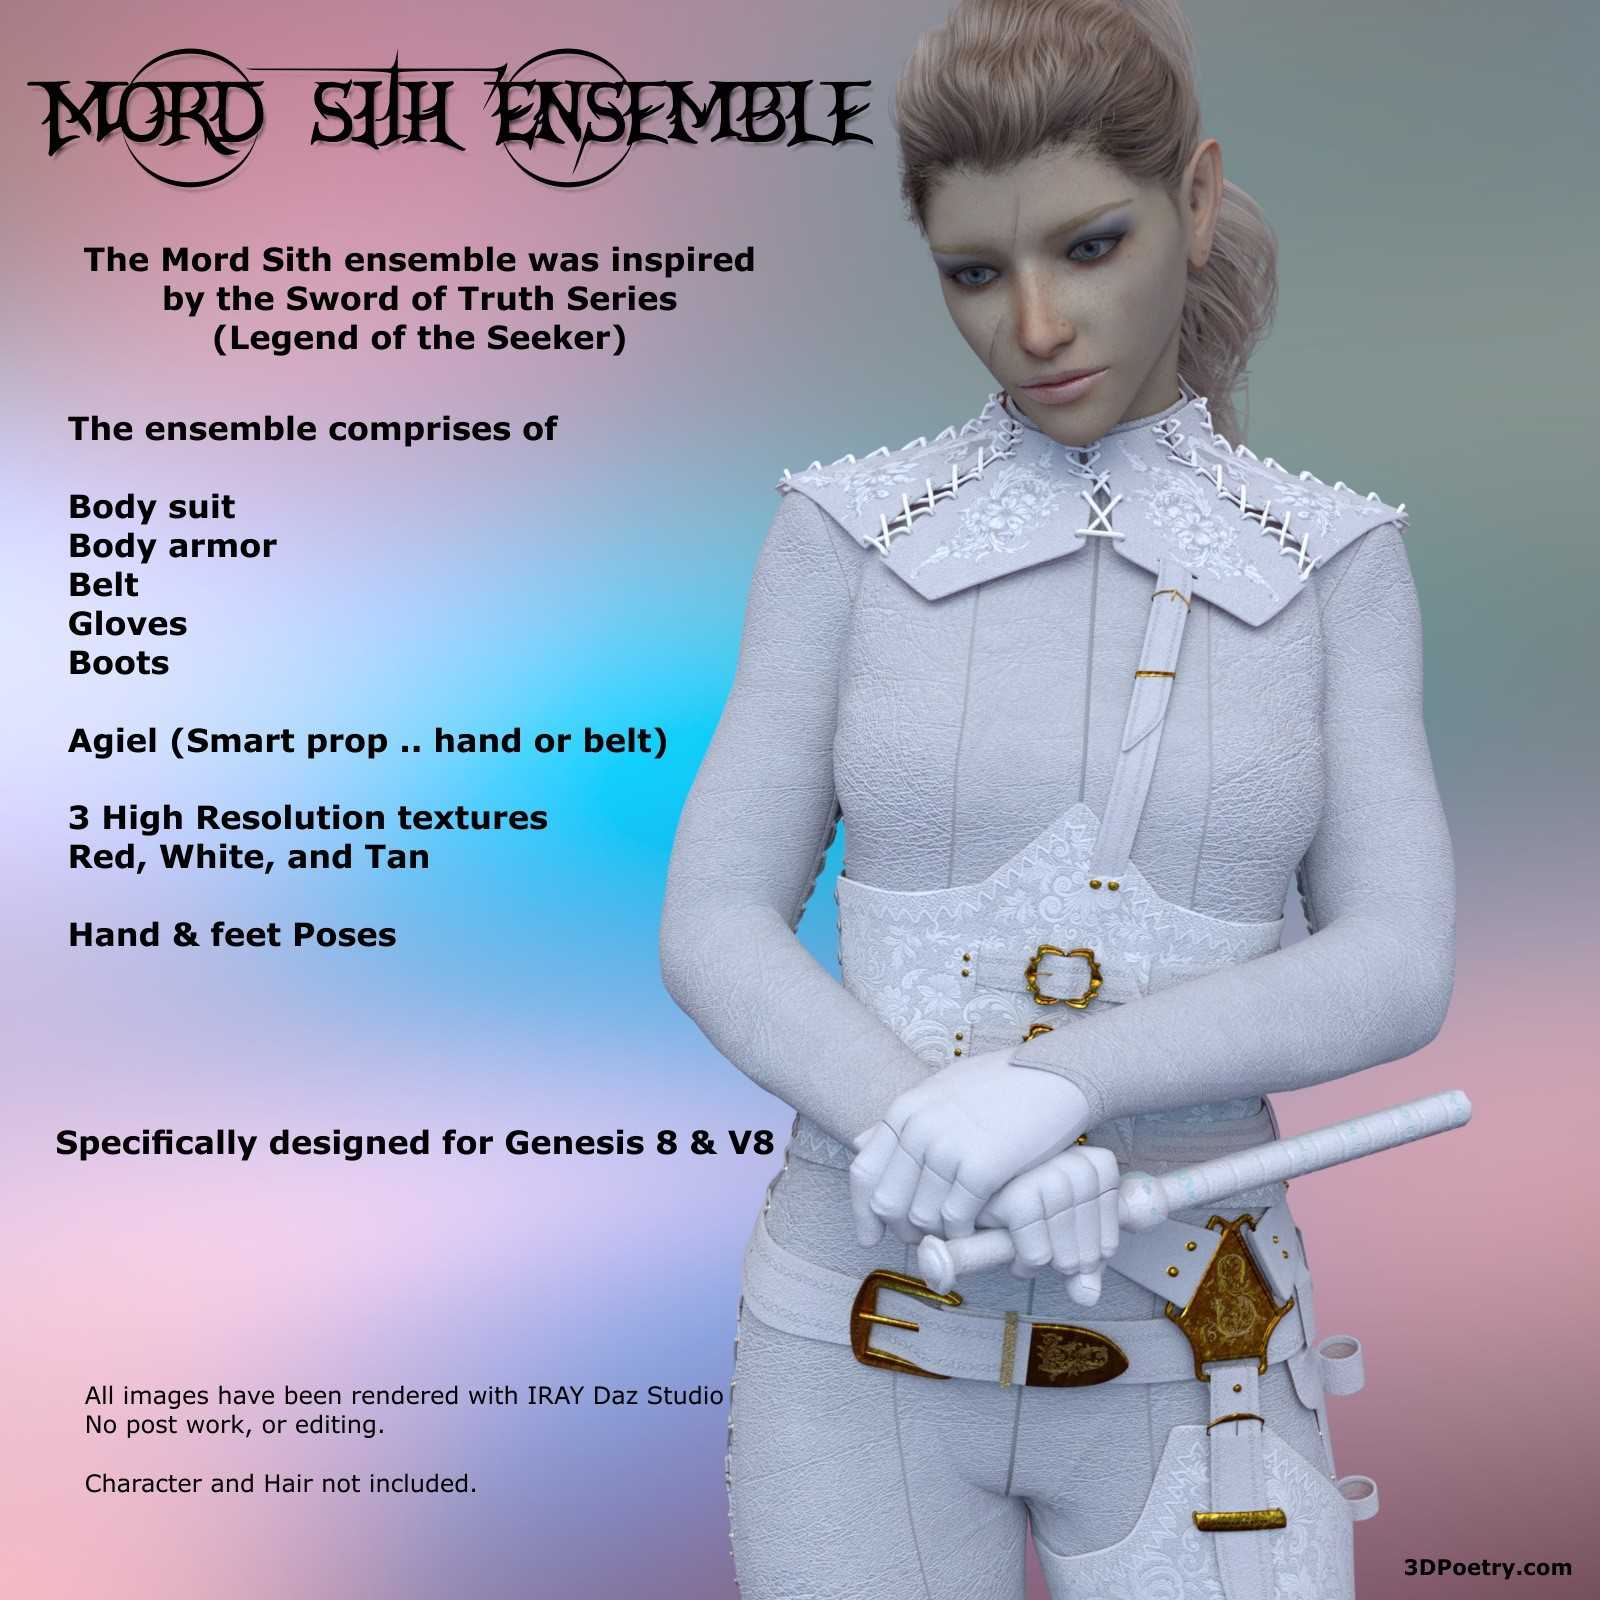 MORD SITH ENSEMBLE
The Mord Sith ensemble was inspired
by the Sword of Truth Series
(Legend of the Seeker)
The ensemble comprises of
Body suit
Body armor
Belt
Gloves
Boots
Agiel (Smart prop .. hand or belt)
3 High Resolution textures
Red, White, and Tan
Hand & feet Poses
Specifically designed for Genesis 8 & V8
All images have been rendered with IRAY Daz Studio
No post work, or editing.
Character and Hair not included.
3DPoetry.com